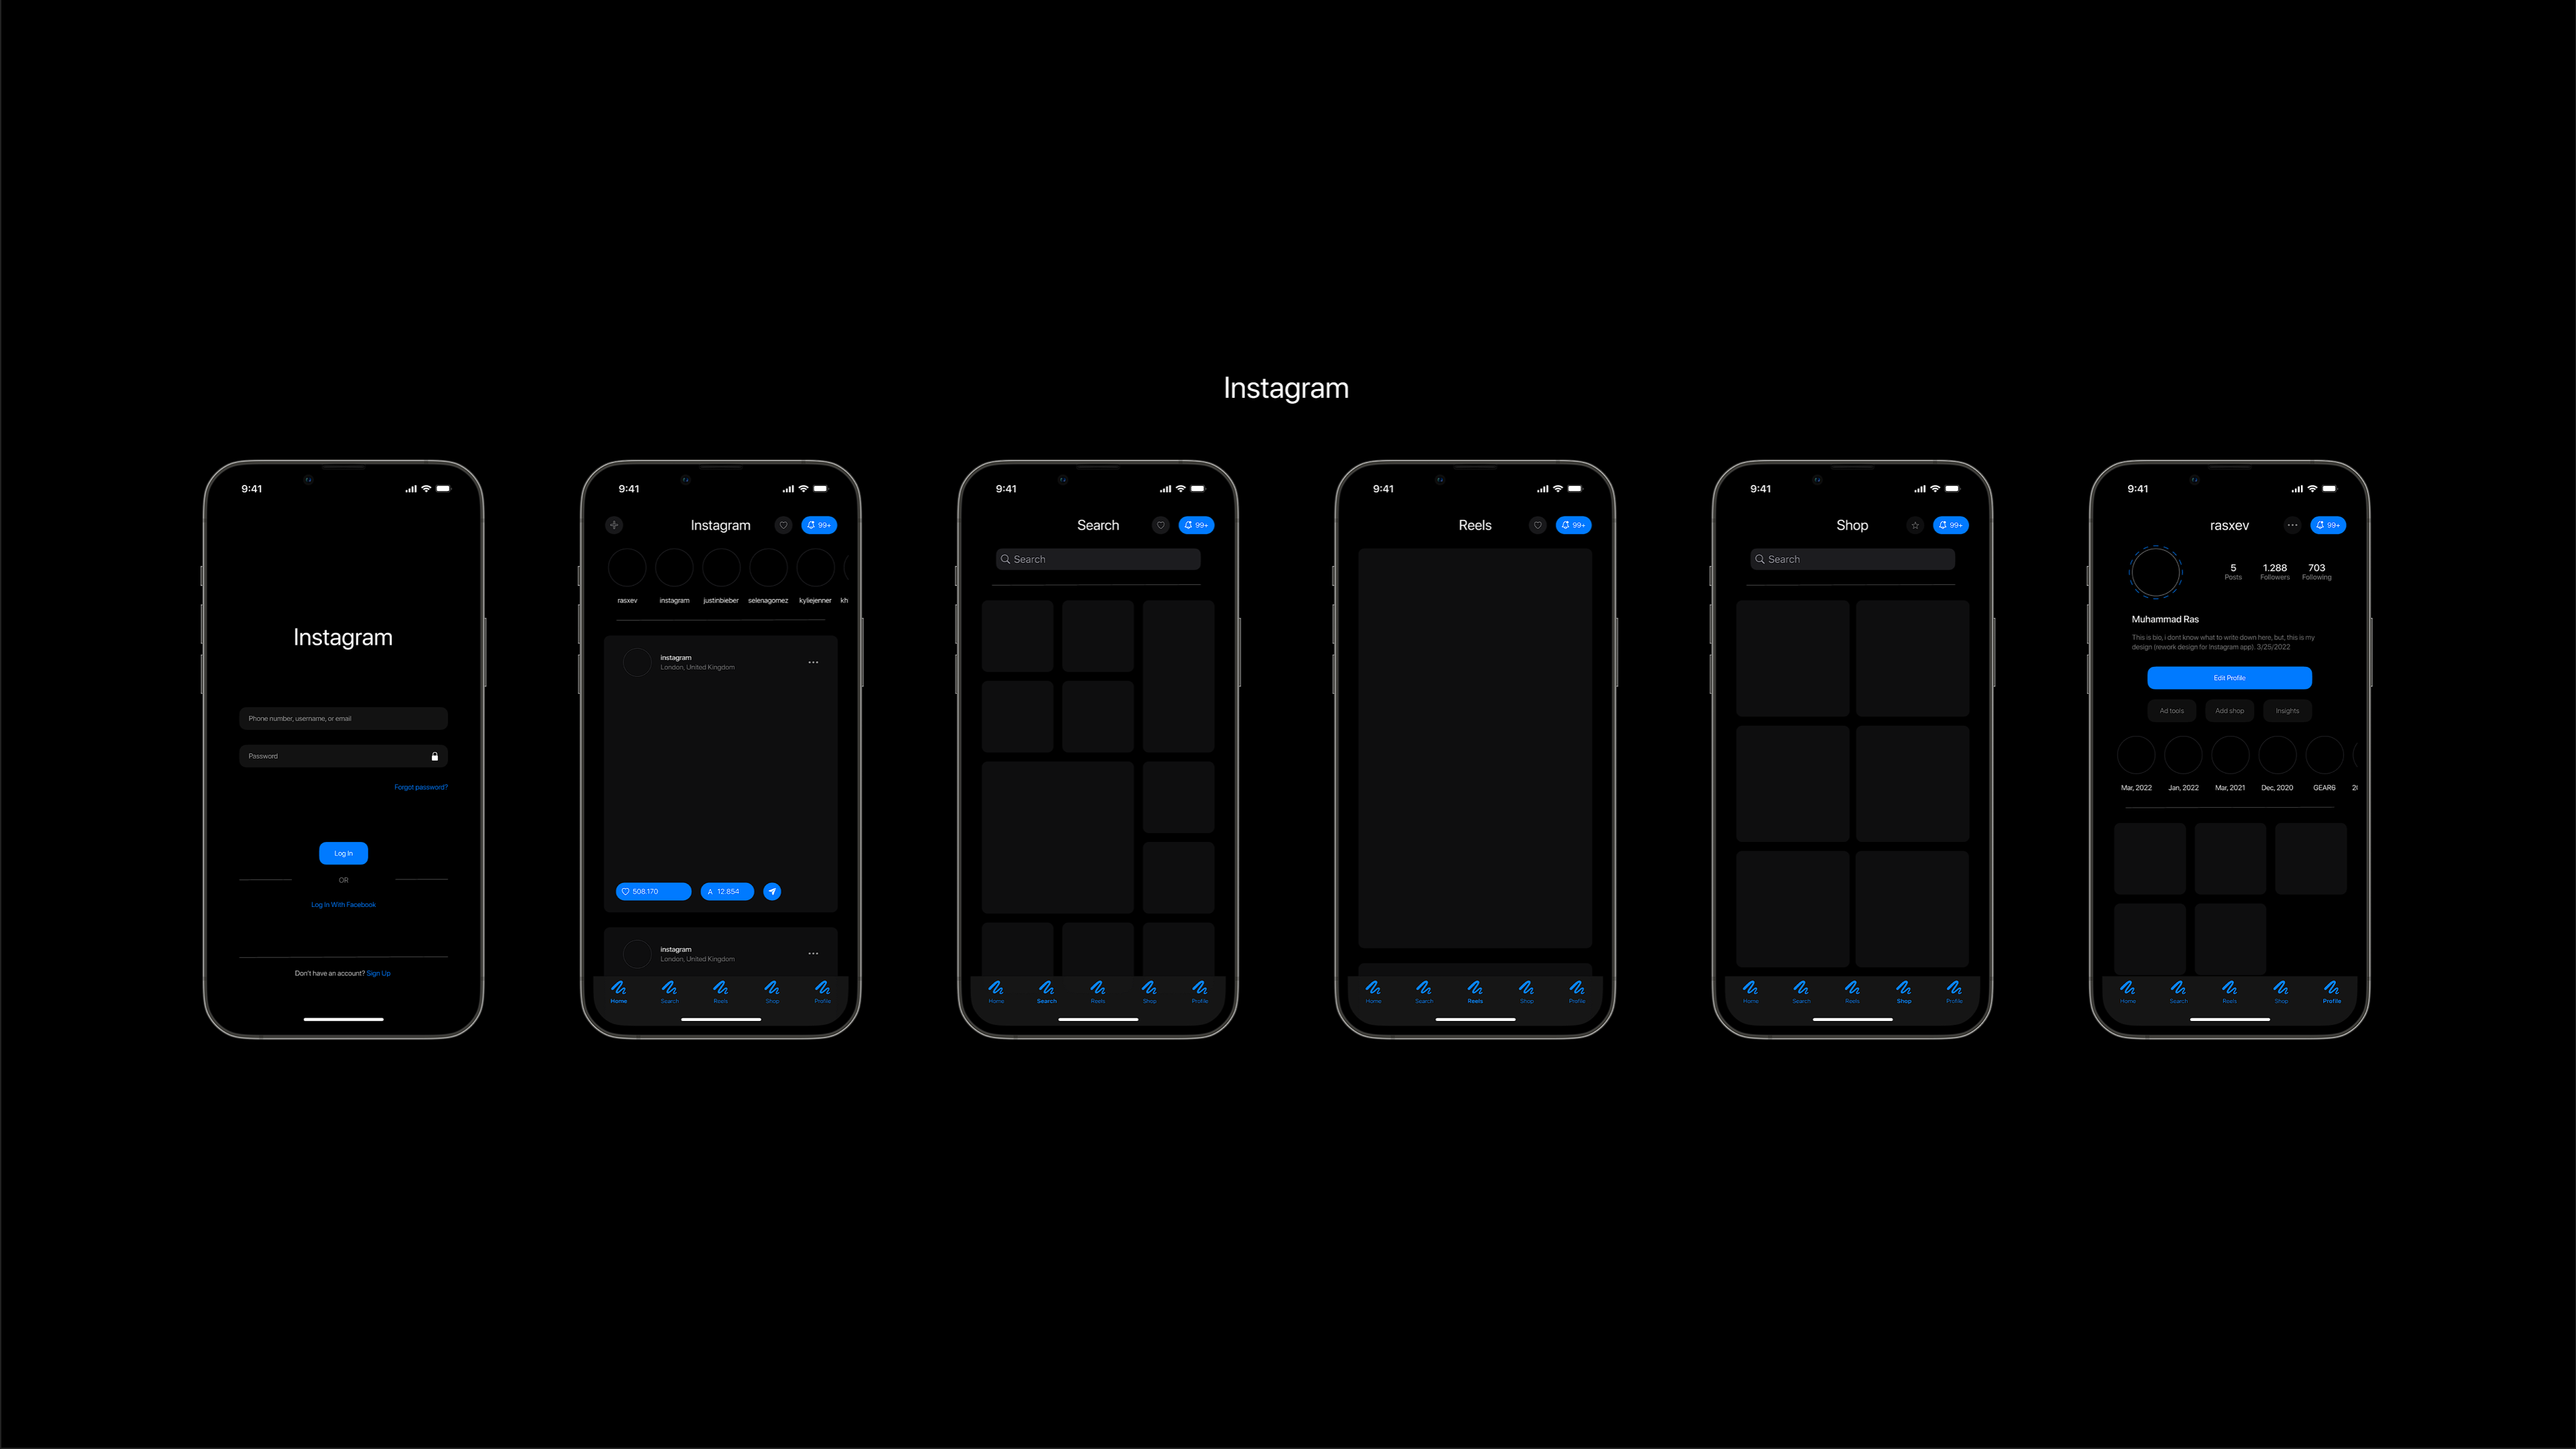 Instagram
9:41
Instagram
Phone number, username, or email
Password
Forgot password?
Log In
OR
Log In With Facebook
Don't have an account? Sign Up
9:41
Instagram
99+
rasxev instagram justinbieber selenagomez kyliejenner kh
instagram
London, United Kingdom
508.170 A 12.854
instagram
London, United Kingdom
Home Search Reels Shop Profile
9:41
Search
99+
Search
Home Search Reels Shop Profile
9:41
Reels
99+
Home Search Reels Shop Profile
9:41
Shop
99+
Search
Home Search Reels Shop Profile
9:41
rasxev
99+
5 1.288 703
Posts Followers Following
Muhammad Ras
This is bio, i dont know what to write down here, but, this is my
design (rework design for Instagram app). 3/25/2022
Edit Profile
Ad tools Add shop Insights
Mar, 2022 Jan, 2022 Mar, 2021 Dec, 2020 GEAR6 20
Home Search Reels Shop Profile